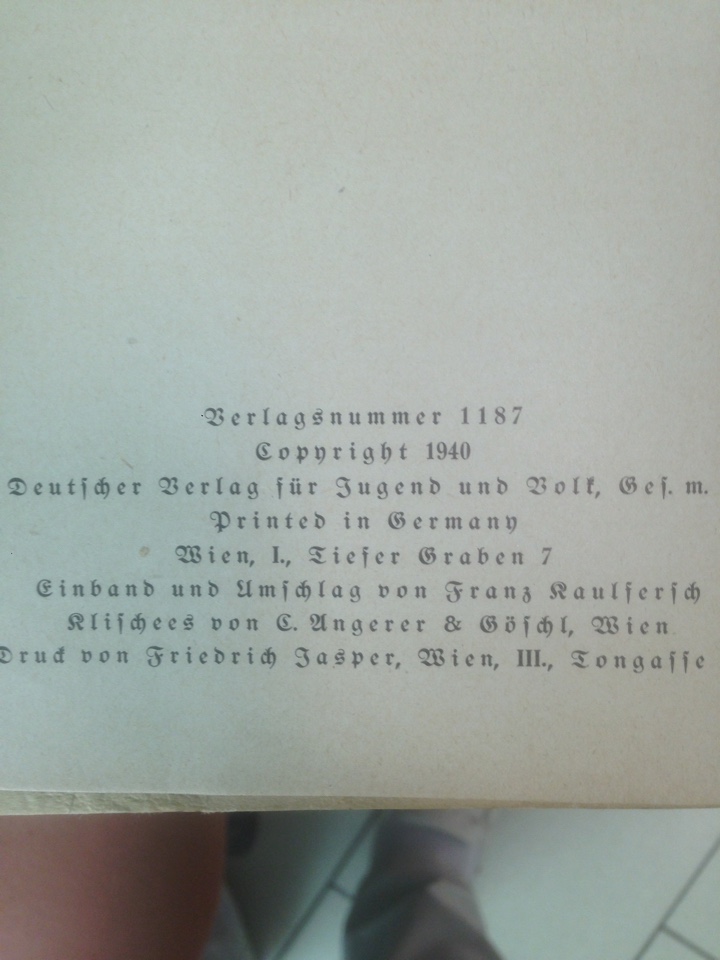 Verlagsnummer 1187
Copyright 1940
Deutscher Verlag für Jugend und Volk, Ges. m.
Printed in Germany
Wien, I., Tiefer Graben 7
Einband und Umschlag von Franz Kaulfersch
Klischees von C. Angerer & Göschl, Wien
Druck von Friedrich Jasper, Wien, III., Tongasse